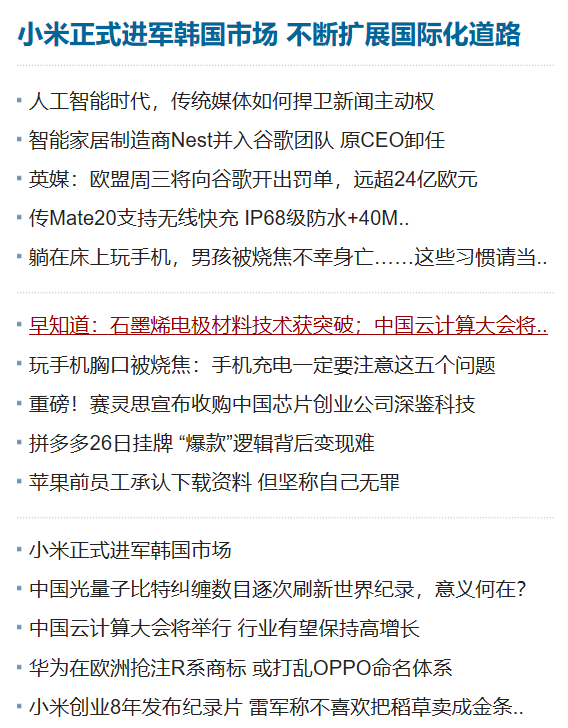 小米正式进军韩国市场 不断扩展国际化道路
人工智能时代，传统媒体如何捍卫新闻主动权
智能家居制造商Nest并入谷歌团队 原CEO卸任
英媒：欧盟周三将向谷歌开出罚单，远超24亿欧元
传Mate20支持无线快充 IP68级防水+40M..
躺在床上玩手机，男孩被烧焦不幸身亡……这些习惯请当..
早知道：石墨烯电极材料技术获突破；中国云计算大会将..
玩手机胸口被烧焦：手机充电一定要注意这五个问题
重磅！赛灵思宣布收购中国芯片创业公司深鉴科技
拼多多26日挂牌 “爆款”逻辑背后变现难
苹果前员工承认下载资料 但坚称自己无罪
小米正式进军韩国市场
中国光量子比特纠缠数目逐次刷新世界纪录，意义何在？
中国云计算大会将举行 行业有望保持高增长
华为在欧洲抢注R系商标 或打乱OPPO命名体系
小米创业8年发布纪录片 雷军称不喜欢把稻草卖成金条..